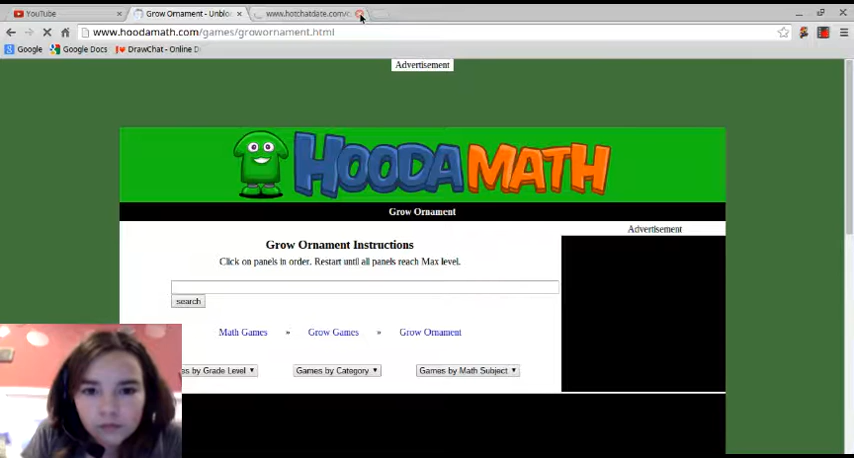 YouTube
Grow Ornament - Unblo
www.hotchatdate.com/c
www.hoodamath.com/games/growornament.html
Google
Google Docs
DrawChat - Online D
Advertisement
HOODAMATH
Grow Ornament
Advertisement
Grow Ornament Instructions
Click on panels in order. Restart until all panels reach Max level.
search
Math Games » Grow Games » Grow Ornament
es by Grade Level
Games by Category
Games by Math Subject